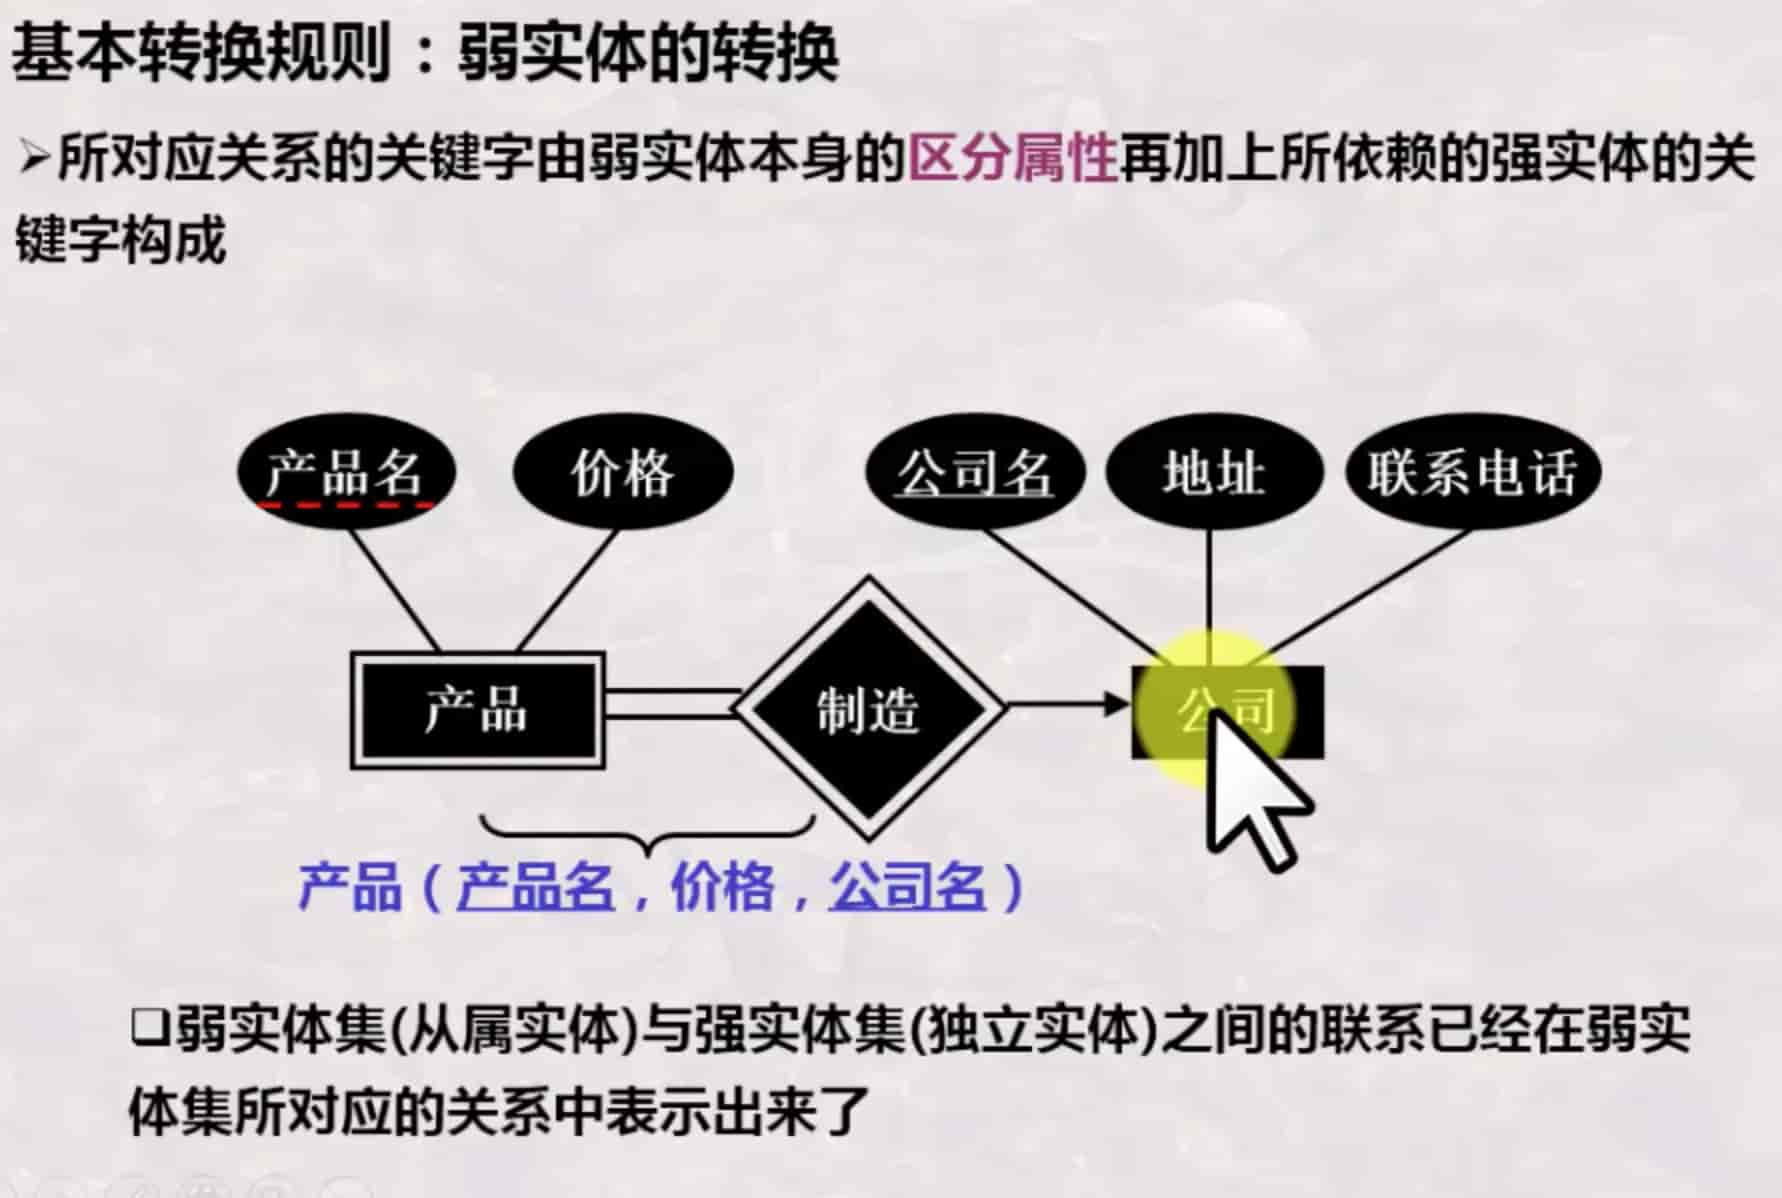 基本转换规则：弱实体的转换
➢所对应关系的关键字由弱实体本身的区分属性再加上所依赖的强实体的关
键字构成
产品名 价格 公司名 地址 联系电话
产品 制造 公司
产品（产品名，价格，公司名）
❑弱实体集(从属实体)与强实体集(独立实体)之间的联系已经在弱实
体集所对应的关系中表示出来了